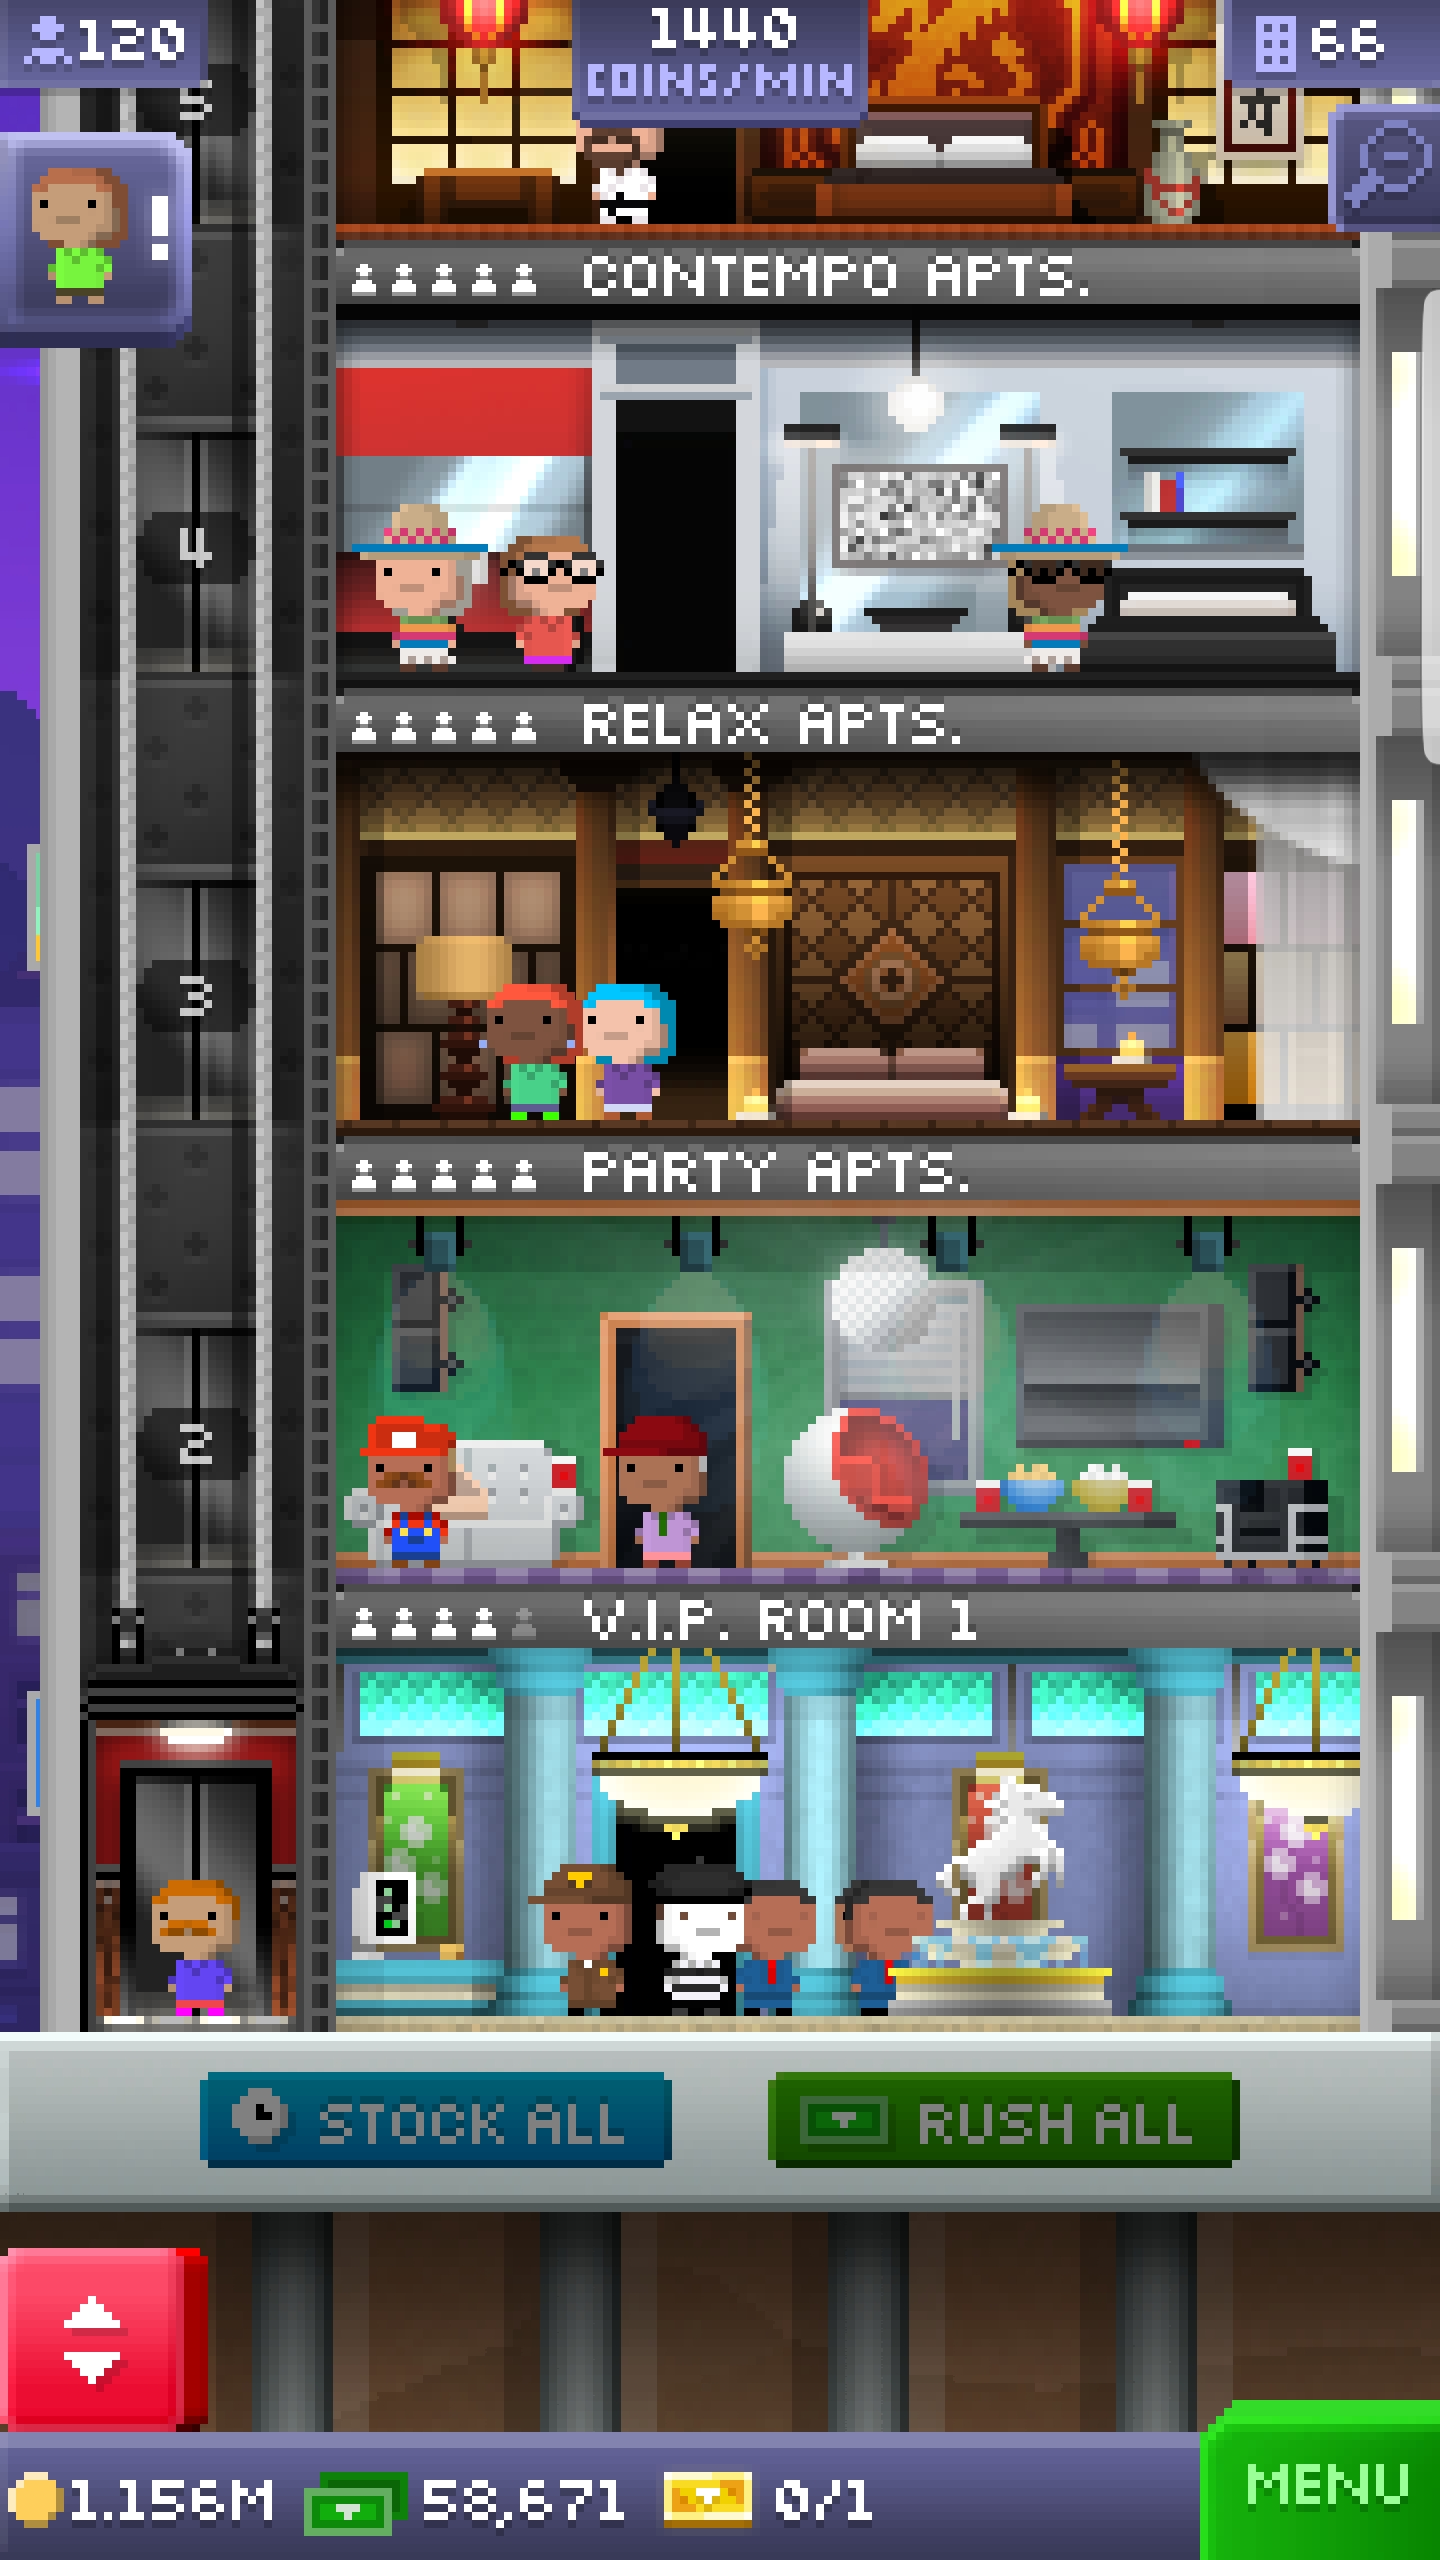 120
1440
COINS/MIN
66
5
!
CONTEMPO APTS.
4
RELAX APTS.
3
PARTY APTS.
2
V.I.P. ROOM 1
STOCK ALL
RUSH ALL
1.156M
58,671
0/1
MENU